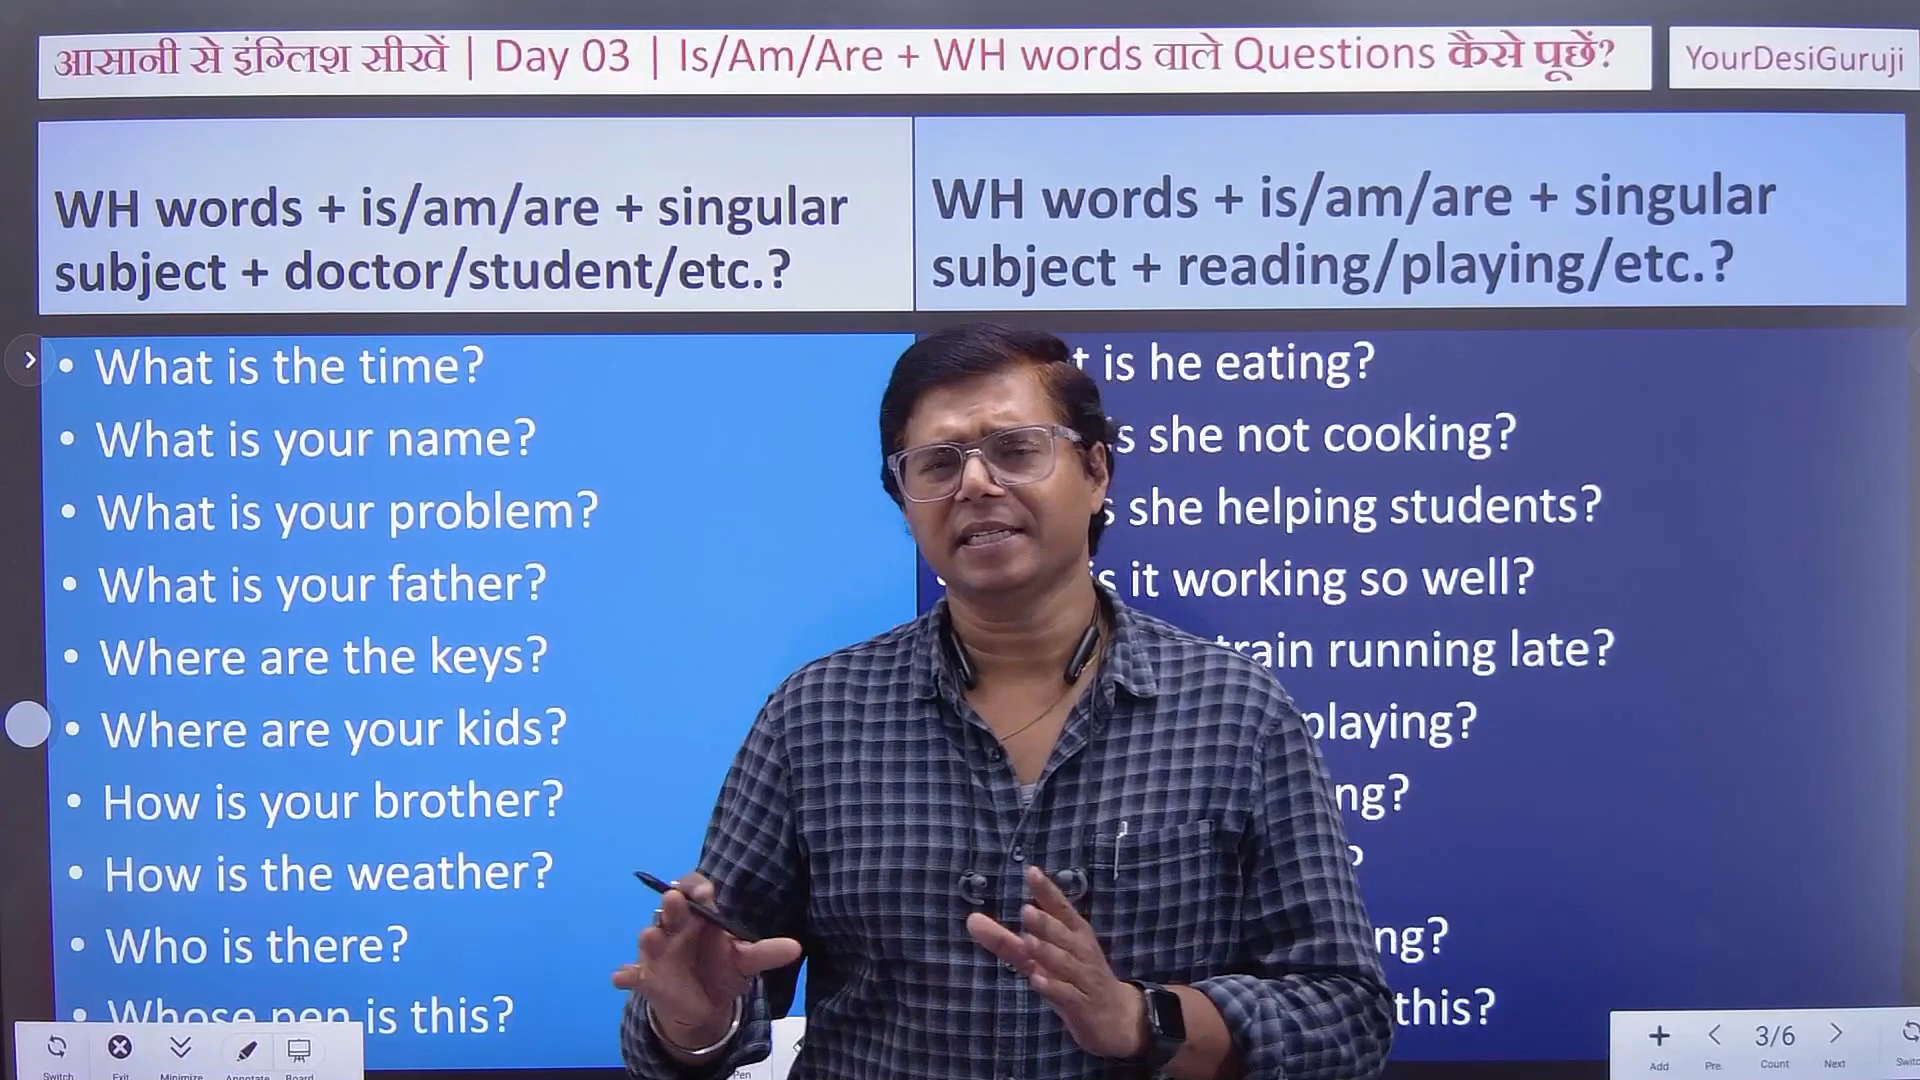 आसानी से इंग्लिश सीखें | Day 03 | Is/Am/Are + WH words वाले Questions कैसे पूछें?
YourDesiGuruji
WH words + is/am/are + singular
subject + doctor/student/etc.?
WH words + is/am/are + singular
subject + reading/playing/etc.?
• What is the time?
• What is your name?
• What is your problem?
• What is your father?
• Where are the keys?
• Where are your kids?
• How is your brother?
• How is the weather?
• Who is there?
• Whose pen is this?
is he eating?
she not cooking?
she helping students?
it working so well?
train running late?
playing?
this?
Switch
Exit
Minimize
Annotate
Board
Pen
Add
Pre.
3/6
Count
Next